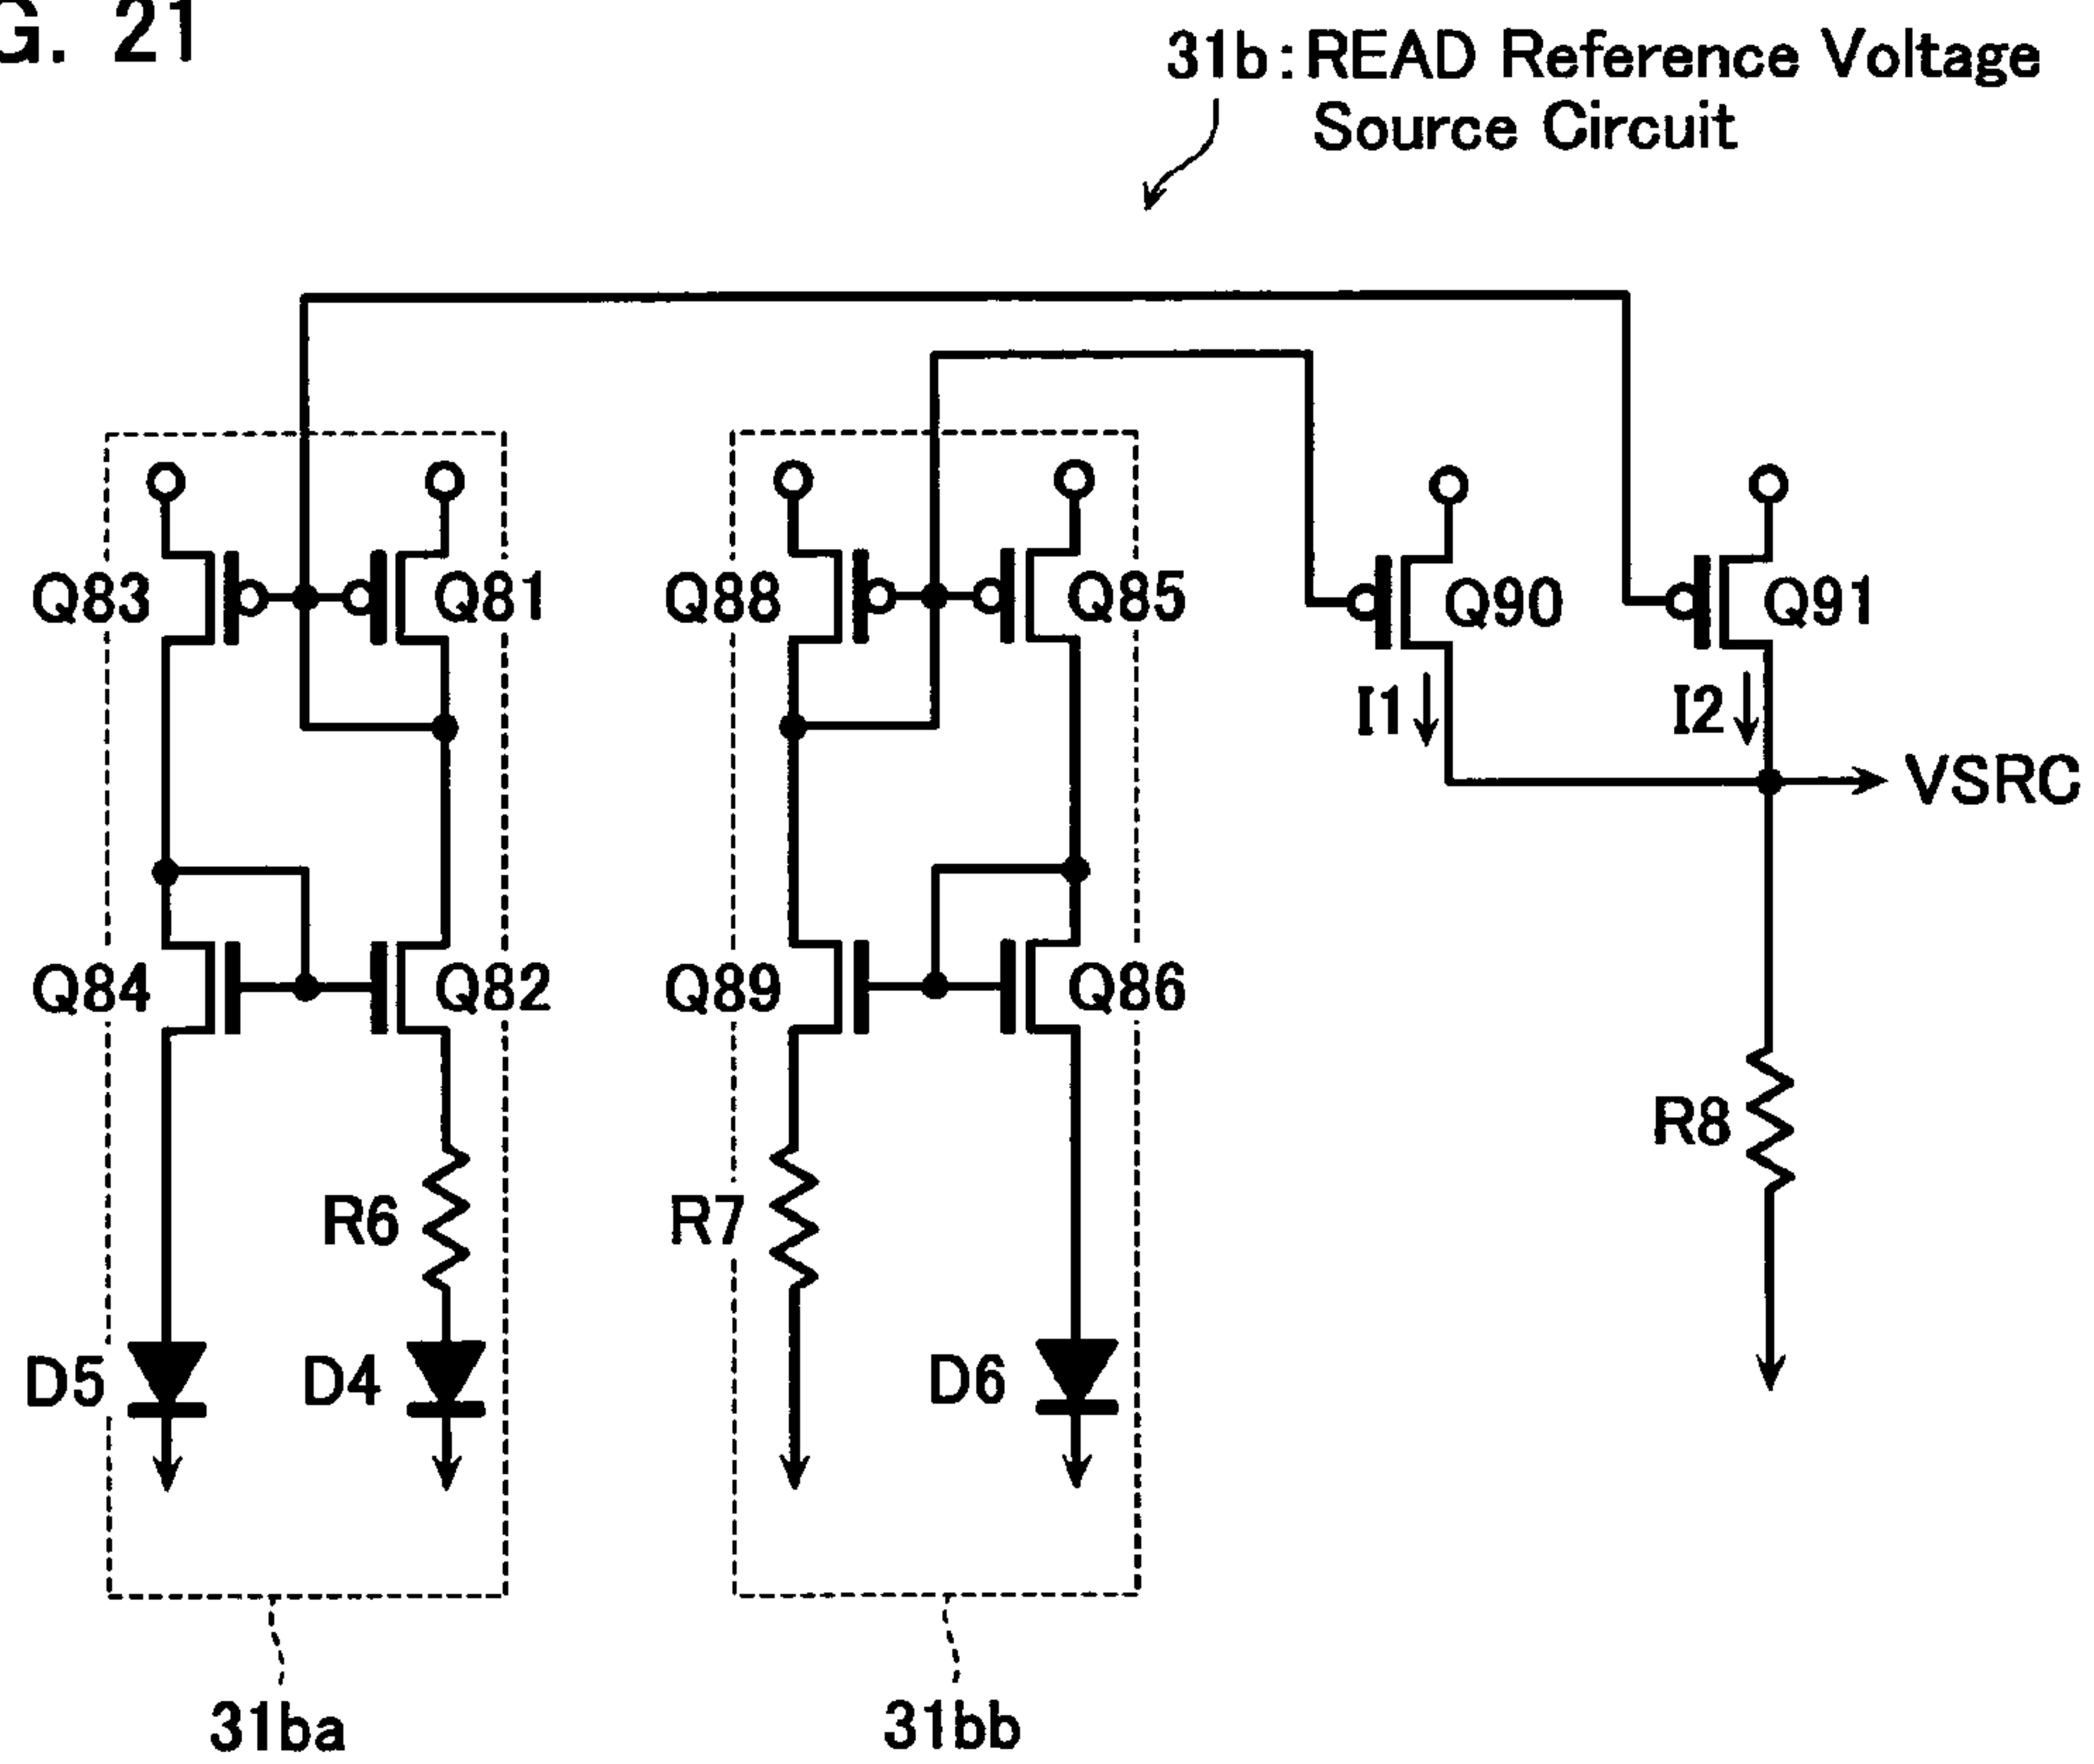 G. 21
31b:READ Reference Voltage
Source Circuit
Q83
Q81
Q88
Q85
Q90
Q91
I1
I2
VSRC
Q84
Q82
Q89
Q86
R8
R6
R7
D5
D4
D6
31ba
31bb